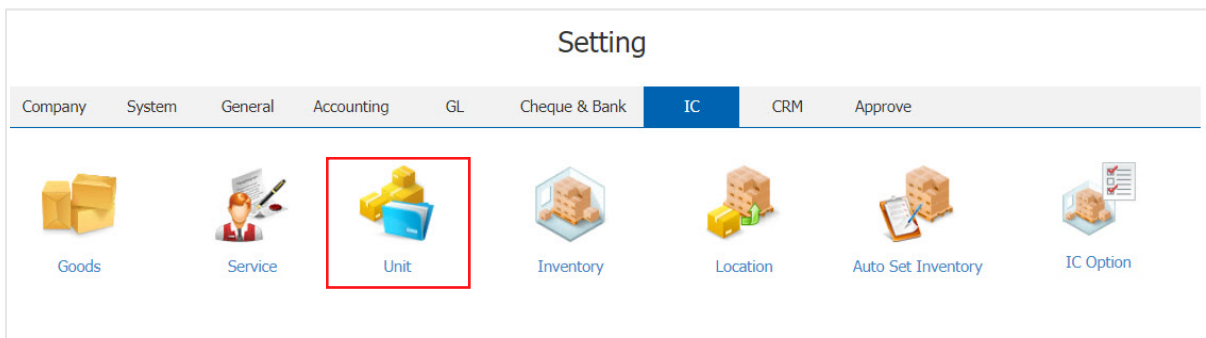 Setting
Company System General Accounting GL Cheque & Bank IC CRM Approve
Goods Service Unit Inventory Location Auto Set Inventory IC Option